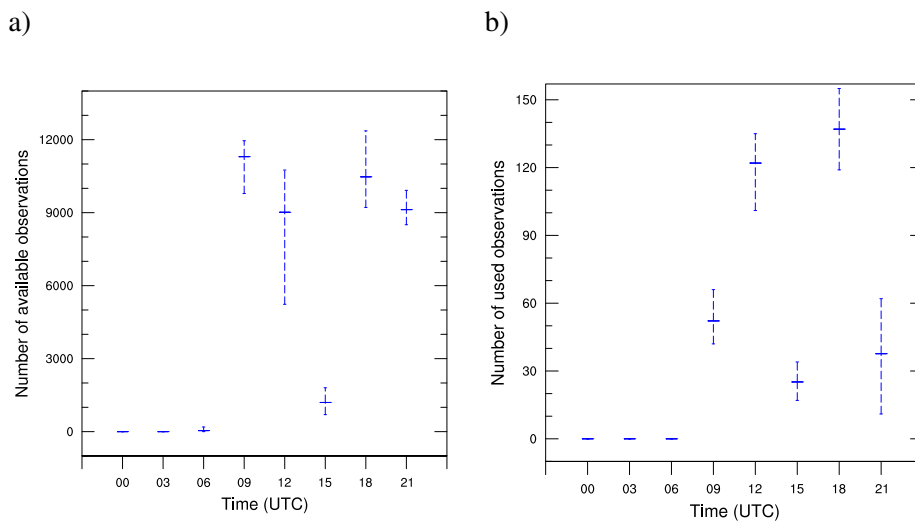 a)
Number of available observations
12000
9000
6000
3000
0
00 03 06 09 12 15 18 21
Time (UTC)
b)
Number of used observations
150
120
90
60
30
0
00 03 06 09 12 15 18 21
Time (UTC)